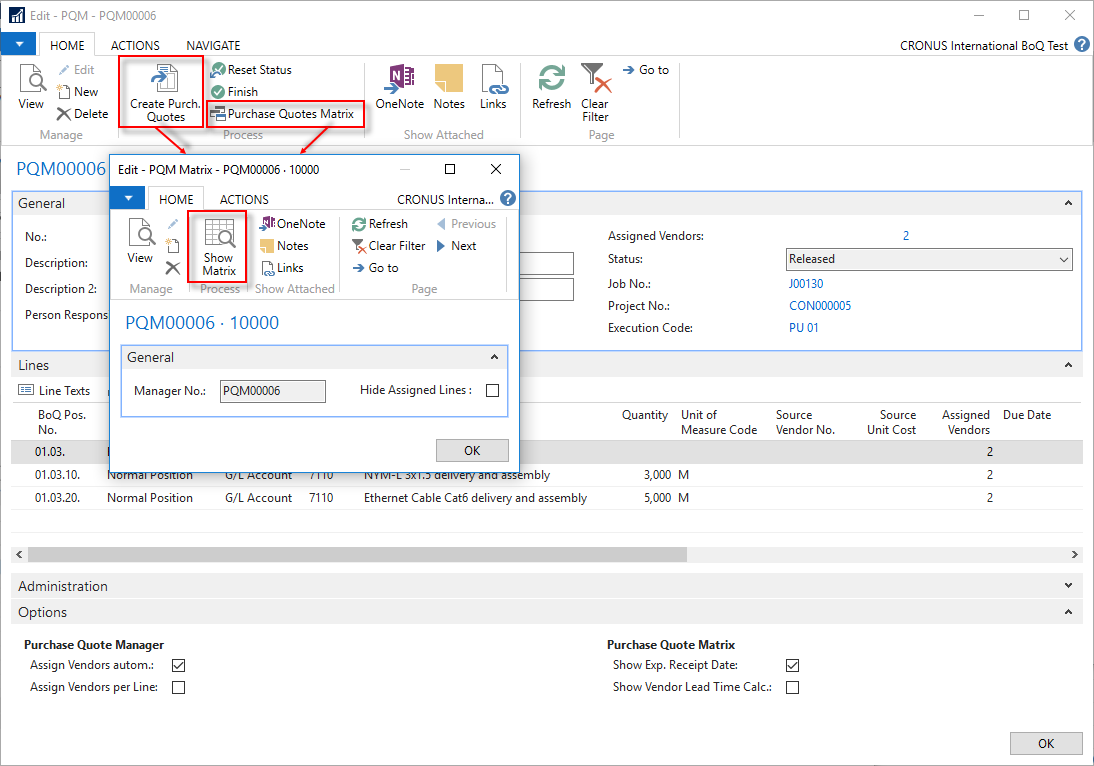 Edit - PQM - PQM00006
HOME ACTIONS NAVIGATE
CRONUS International BoQ Test ?
View
Edit
New
Delete
Manage
Create Purch. Quotes
Reset Status
Finish
Purchase Quotes Matrix
Process
OneNote
Notes
Links
Show Attached
Refresh
Clear Filter
Go to
Page
PQM00006
General
No.:
Description:
Description 2:
Person Respons
Assigned Vendors: 2
Status: Released
Job No.: J00130
Project No.: CON000005
Execution Code: PU 01
Edit - PQM Matrix - PQM00006 · 10000
HOME ACTIONS
CRONUS Interna... ?
View
Manage
Show Matrix
Process
OneNote
Notes
Links
Show Attached
Refresh
Clear Filter
Go to
Previous
Next
Page
PQM00006 · 10000
General
Manager No.: PQM00006
Hide Assigned Lines :
OK
Lines
Line Texts
BoQ Pos. No. Quantity Unit of Measure Code Source Vendor No. Source Unit Cost Assigned Vendors Due Date
01.03. 2
01.03.10. Normal Position G/L Account 7110 NYM-L 3x1.5 delivery and assembly 3,000 M 2
01.03.20. Normal Position G/L Account 7110 Ethernet Cable Cat6 delivery and assembly 5,000 M 2
Administration
Options
Purchase Quote Manager
Assign Vendors autom.:
Assign Vendors per Line:
Purchase Quote Matrix
Show Exp. Receipt Date:
Show Vendor Lead Time Calc.:
OK